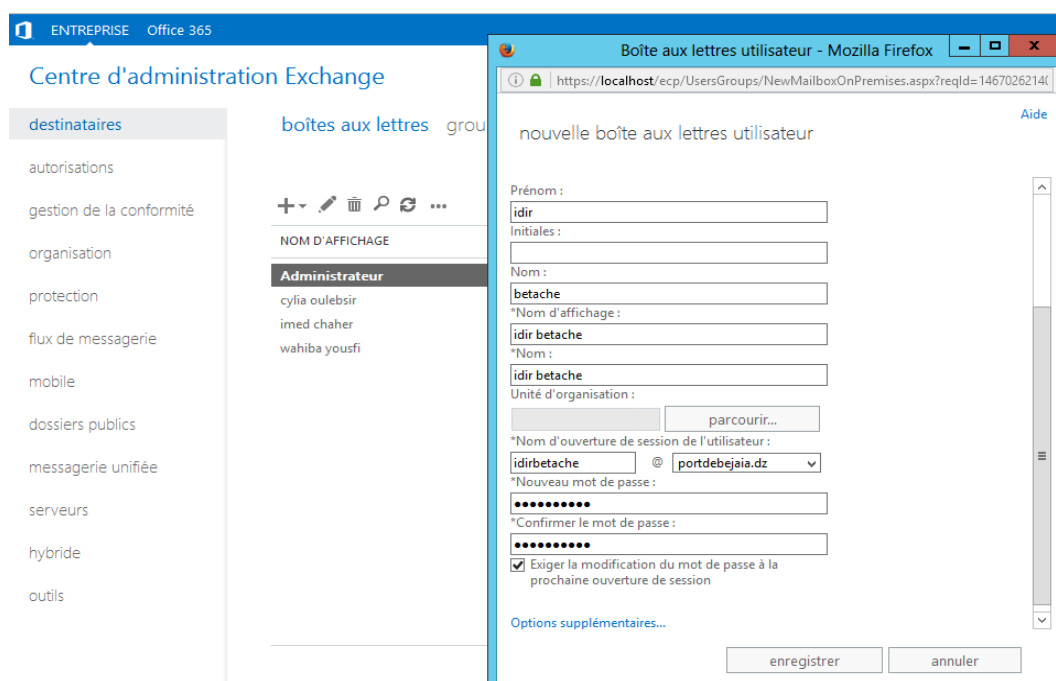 ENTREPRISE Office 365
Centre d'administration Exchange
destinataires
autorisations
gestion de la conformité
organisation
protection
flux de messagerie
mobile
dossiers publics
messagerie unifiée
serveurs
hybride
outils
boîtes aux lettres grou
NOM D'AFFICHAGE
Administrateur
cylia oulebsir
imed chaher
wahiba yousfi
Boîte aux lettres utilisateur - Mozilla Firefox
https://localhost/ecp/UsersGroups/NewMailboxOnPremises.aspx?reqId=1467026214(
Aide
nouvelle boîte aux lettres utilisateur
Prénom :
idir
Initiales :
Nom :
betache
*Nom d'affichage :
idir betache
*Nom :
idir betache
Unité d'organisation :
parcourir...
*Nom d'ouverture de session de l'utilisateur :
idirbetache @ portdebejaia.dz
*Nouveau mot de passe :
••••••••••
*Confirmer le mot de passe :
••••••••••
Exiger la modification du mot de passe à la
prochaine ouverture de session
Options supplémentaires...
enregistrer annuler